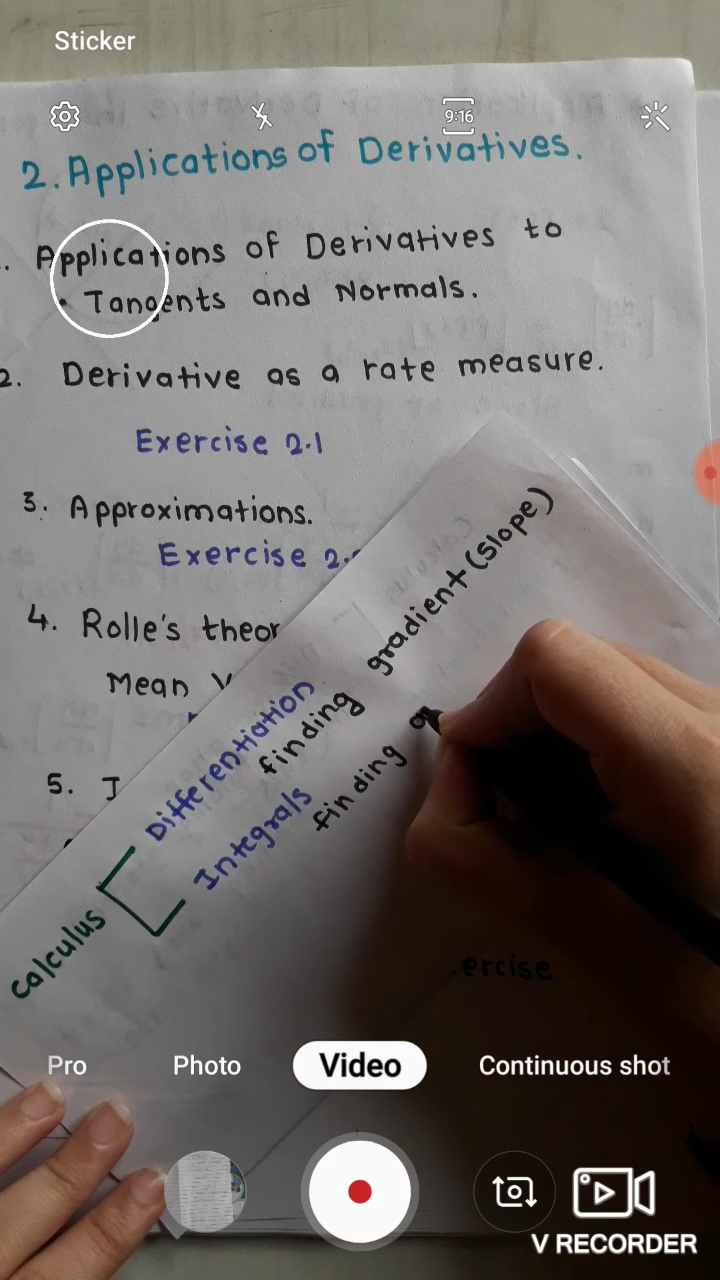 Sticker
9:16
2. Applications of Derivatives.
. Applications of Derivatives to
• Tangents and Normals.
2. Derivative as a rate measure.
Exercise 2.1
3. Approximations.
Exercise 2.
4. Rolle's theor
Mean V
5. I
calculus
Differentiation
finding gradient (slope)
Integrals
finding a
ercise
Pro
Photo
Video
Continuous shot
V RECORDER